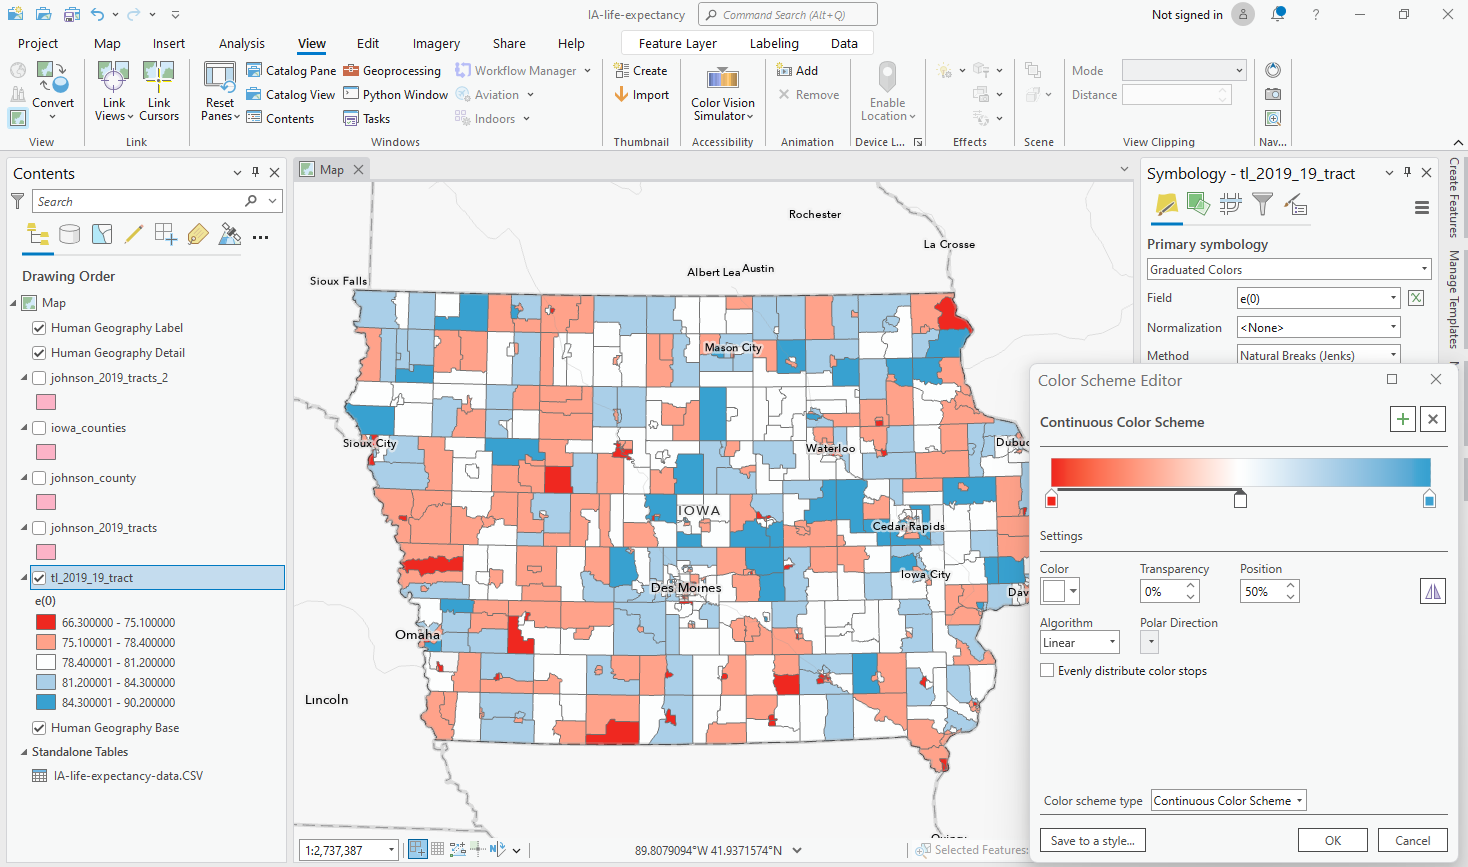 IA-life-expectancy
Command Search (Alt+Q)
Not signed in
Project
Map
Insert
Analysis
View
Edit
Imagery
Share
Help
Feature Layer
Labeling
Data
Convert
Link Views
Link Cursors
Reset Panes
Catalog Pane
Catalog View
Contents
Geoprocessing
Python Window
Tasks
Workflow Manager
Aviation
Indoors
Create
Import
Color Vision Simulator
Add
Remove
Enable Location
Mode
Distance
View
Link
Windows
Thumbnail
Accessibility
Animation
Device L...
Effects
Scene
View Clipping
Nav...
Contents
Search
Drawing Order
Map
Human Geography Label
Human Geography Detail
johnson_2019_tracts_2
iowa_counties
johnson_county
johnson_2019_tracts
tl_2019_19_tract
e(0)
66.300000 - 75.100000
75.100001 - 78.400000
78.400001 - 81.200000
81.200001 - 84.300000
84.300001 - 90.200000
Human Geography Base
Standalone Tables
IA-life-expectancy-data.CSV
Map
Rochester
La Crosse
Albert Lea
Austin
Sioux Falls
Mason City
Sioux City
Waterloo
Dubuq
IOWA
Cedar Rapids
Iowa City
Des Moines
Dav
Omaha
Lincoln
Quincy
1:2,737,387
89.8079094°W 41.9371574°N
Selected Features:
Symbology - tl_2019_19_tract
Primary symbology
Graduated Colors
Field
e(0)
Normalization
<None>
Method
Natural Breaks (Jenks)
Create Features
Manage Templates
Color Scheme Editor
Continuous Color Scheme
Settings
Color
Transparency
Position
0%
50%
Algorithm
Polar Direction
Linear
Evenly distribute color stops
Color scheme type
Continuous Color Scheme
Save to a style...
OK
Cancel